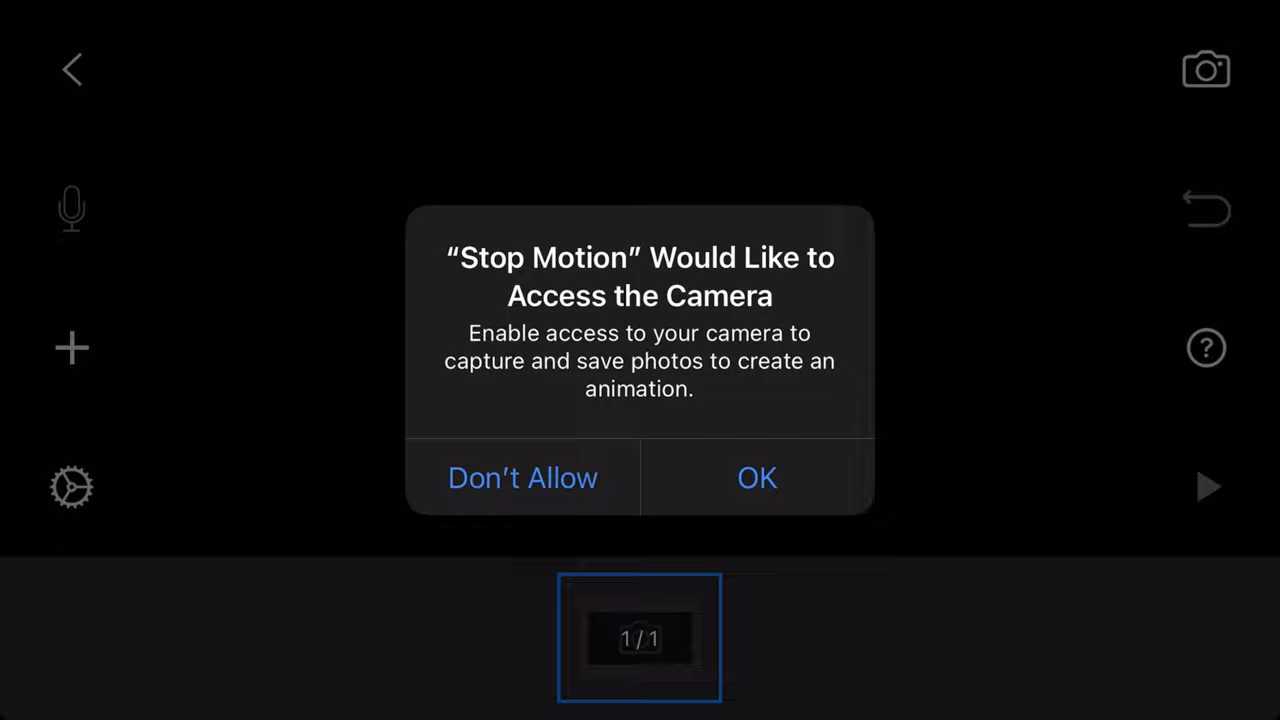 “Stop Motion” Would Like to
Access the Camera
Enable access to your camera to
capture and save photos to create an
animation.
Don’t Allow
OK
?
1/1